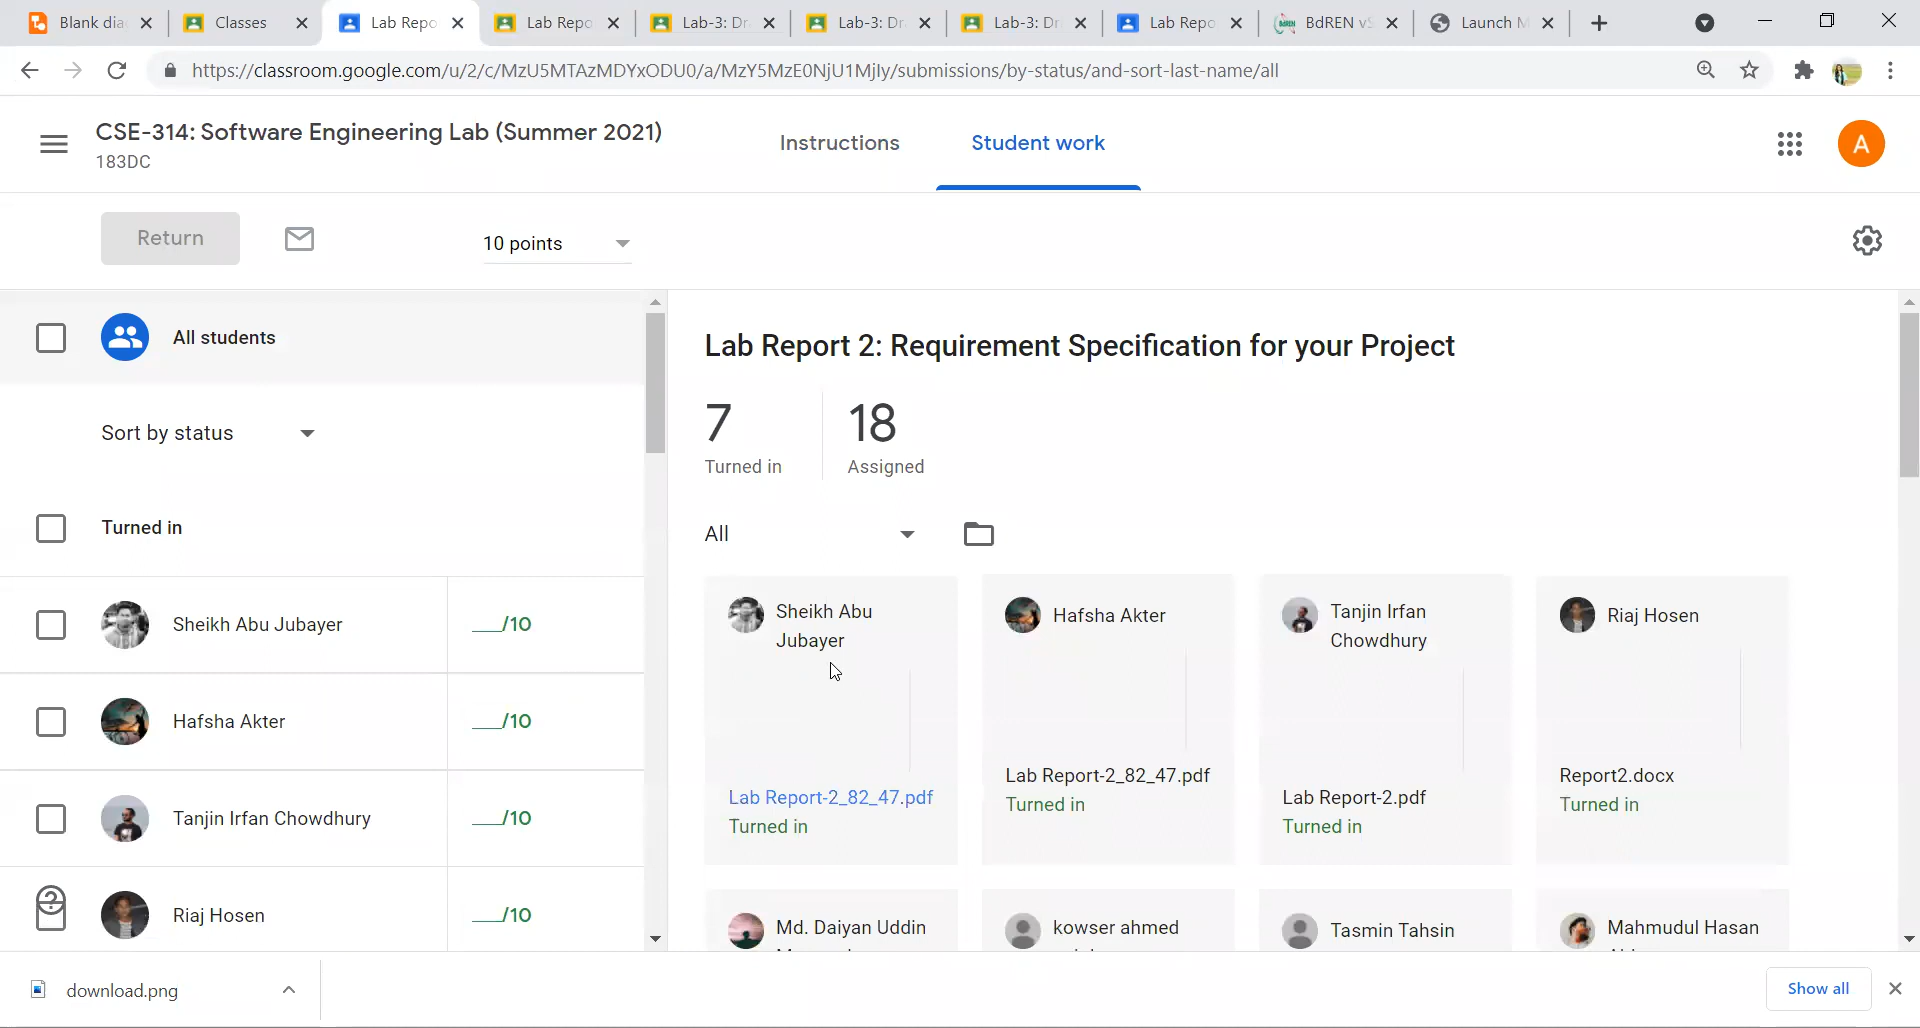 Blank dia
Classes
Lab Repo
Lab Repo
Lab-3: Dr
Lab-3: Dr
Lab-3: Dr
Lab Repo
BdREN vS
Launch M
https://classroom.google.com/u/2/c/MzU5MTAzMDYxODU0/a/MzY5MzE0NjU1Mjly/submissions/by-status/and-sort-last-name/all
CSE-314: Software Engineering Lab (Summer 2021)
183DC
Instructions
Student work
A
Return
10 points
All students
Sort by status
Turned in
Sheikh Abu Jubayer
___/10
Hafsha Akter
___/10
Tanjin Irfan Chowdhury
___/10
Riaj Hosen
___/10
Lab Report 2: Requirement Specification for your Project
7
Turned in
18
Assigned
All
Sheikh Abu
Jubayer
Lab Report-2_82_47.pdf
Turned in
Hafsha Akter
Lab Report-2_82_47.pdf
Turned in
Tanjin Irfan
Chowdhury
Lab Report-2.pdf
Turned in
Riaj Hosen
Report2.docx
Turned in
Md. Daiyan Uddin
kowser ahmed
Tasmin Tahsin
Mahmudul Hasan
download.png
Show all